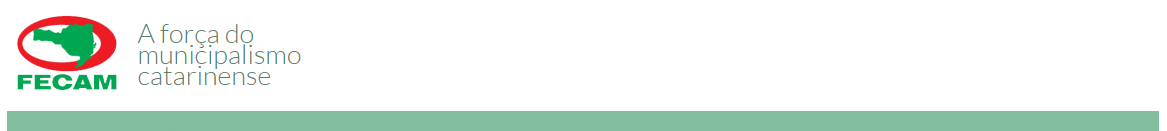 A força do
municipalismo
catarinense
FECAM